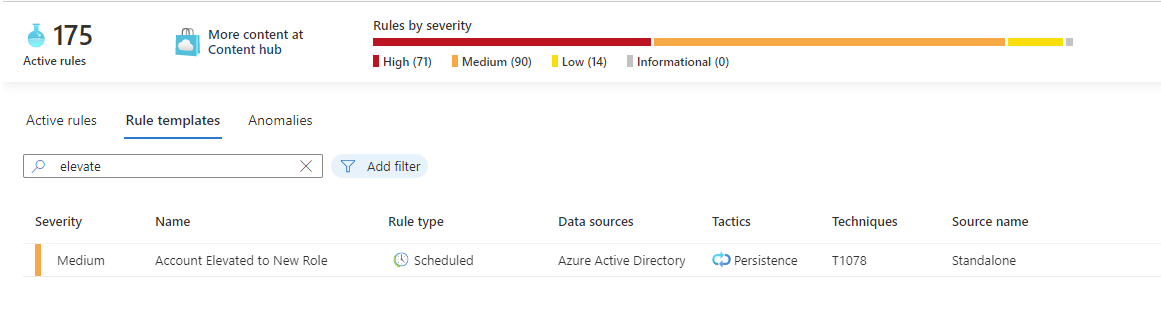 175
Active rules
More content at
Content hub
Rules by severity
High (71) Medium (90) Low (14) Informational (0)
Active rules Rule templates Anomalies
elevate Add filter
Severity Name Rule type Data sources Tactics Techniques Source name
Medium Account Elevated to New Role Scheduled Azure Active Directory Persistence T1078 Standalone